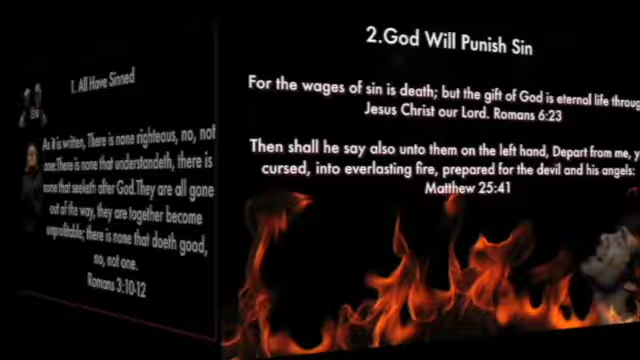 1. All Have Sinned
As it is written, There is none righteous, no, not
one:There is none that understandeth, there is
none that seeketh after God.They are all gone
out of the way, they are together become
unprofitable; there is none that doeth good,
no, not one.
Romans 3:10-12
2.God Will Punish Sin
For the wages of sin is death; but the gift of God is eternal life throug
Jesus Christ our Lord. Romans 6:23
Then shall he say also unto them on the left hand, Depart from me, y
cursed, into everlasting fire, prepared for the devil and his angels:
Matthew 25:41